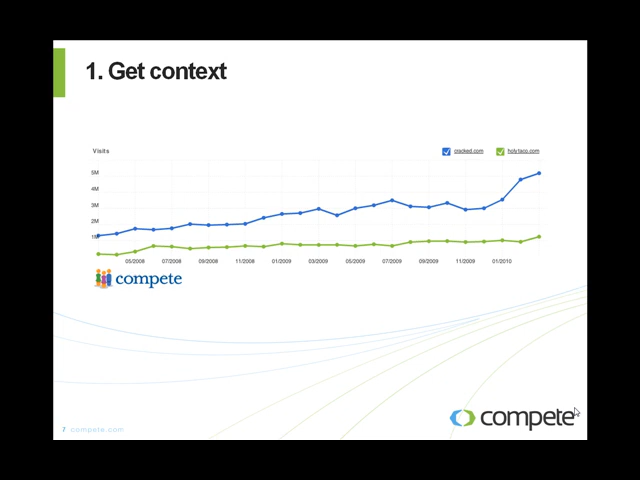 1. Get context
Visits
cracked.com
holytaco.com
5M
4M
3M
2M
1M
05/2008 07/2008 09/2008 11/2008 01/2009 03/2009 05/2009 07/2009 09/2009 11/2009 01/2010
compete
compete
7 compete.com